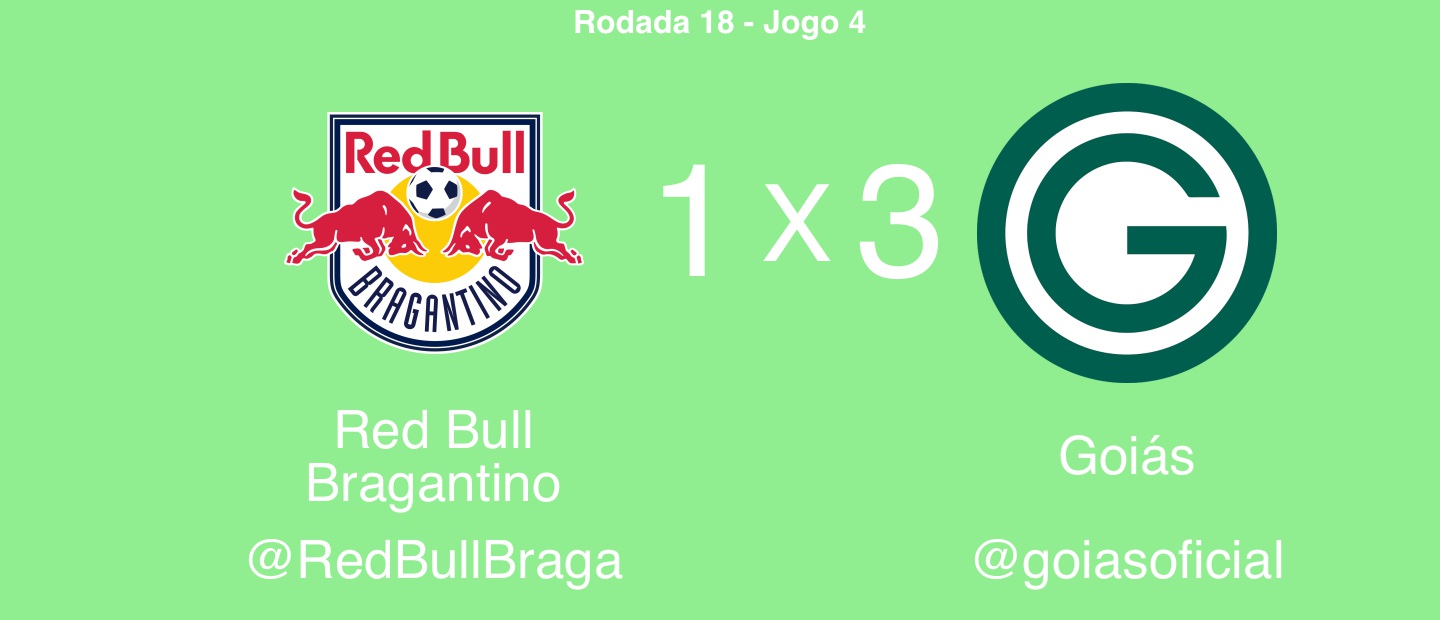 Rodada 18 - Jogo 4
Red Bull
BRAGANTINO
1 x 3
G
Red Bull
Bragantino
Goiás
@RedBullBraga
@goiasoficial